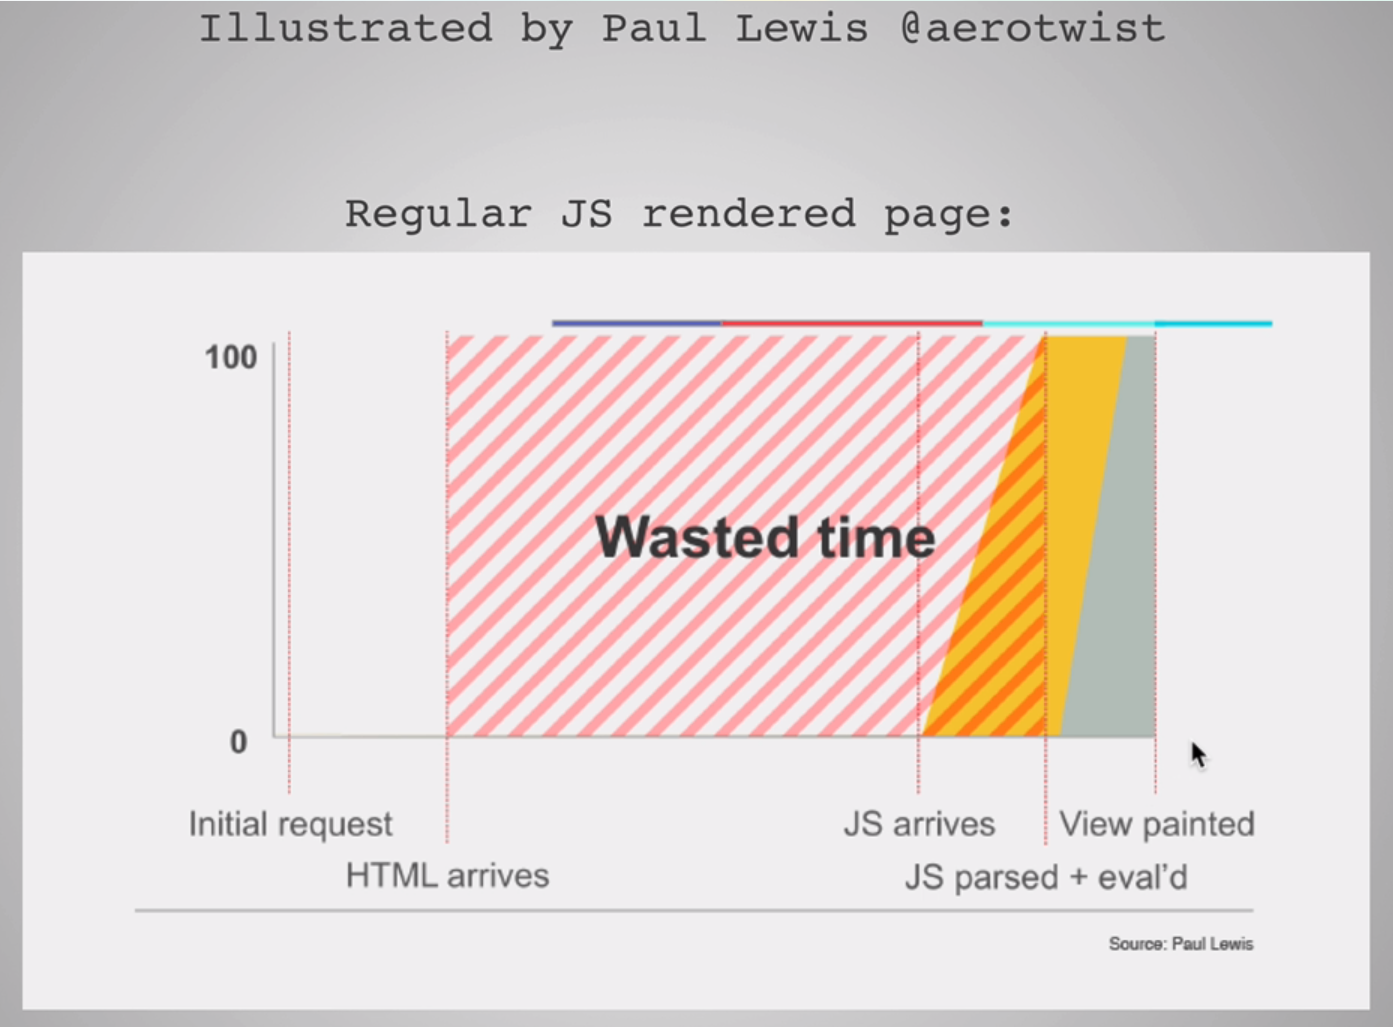 Illustrated by Paul Lewis @aerotwist
Regular JS rendered page:
100
Wasted time
0
Initial request
JS arrives
View painted
HTML arrives
JS parsed + eval’d
Source: Paul Lewis